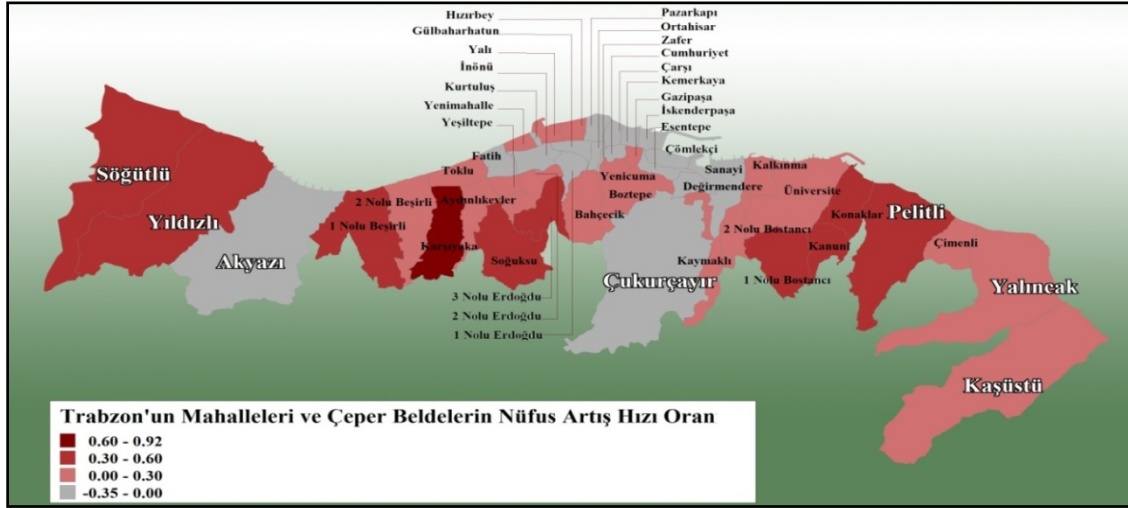 Hızırbey
Gülbaharhatun
Yalı
İnönü
Kurtuluş
Yenimahalle
Yeşiltepe
Pazarkapı
Ortahisar
Zafer
Cumhuriyet
Çarşı
Kemerkaya
Gazipaşa
İskenderpaşa
Esentepe
Çömlekçi
Fatih
Toklu
Sanayi
Kalkınma
Yenicuma
Değirmendere
Söğütlü
2 Nolu Beşirli
Aydınlıkevler
Boztepe
Üniversite
Yıldızlı
1 Nolu Beşirli
Bahçecik
Konaklar
Pelitli
2 Nolu Bostancı
Karşıyaka
Kanuni
Çimenli
Akyazı
Soğuksu
Kaymaklı
Çukurçayır
1 Nolu Bostancı
Yalıncak
3 Nolu Erdoğdu
2 Nolu Erdoğdu
1 Nolu Erdoğdu
Kaşüstü
Trabzon'un Mahalleleri ve Çeper Beldelerin Nüfus Artış Hızı Oran
0.60 - 0.92
0.30 - 0.60
0.00 - 0.30
-0.35 - 0.00